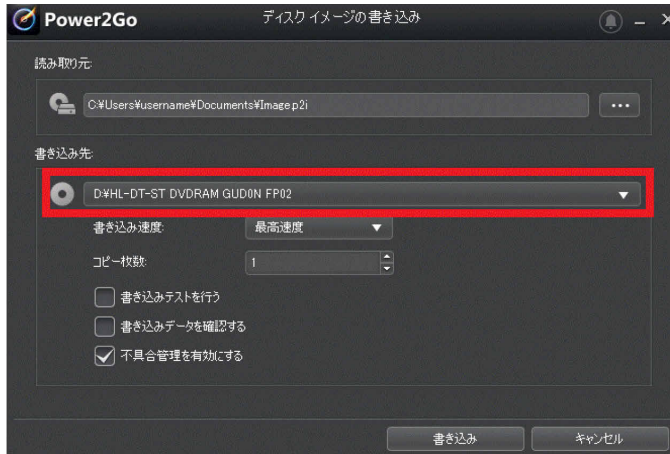 Power2Go
ディスク イメージの書き込み
読み取り元:
C:¥Users¥username¥Documents¥Image.p2i
...
書き込み先:
D:¥HL-DT-ST DVDRAM GUD0N FP02
書き込み速度:
最高速度
コピー枚数:
1
書き込みテストを行う
書き込みデータを確認する
不具合管理を有効にする
書き込み
キャンセル